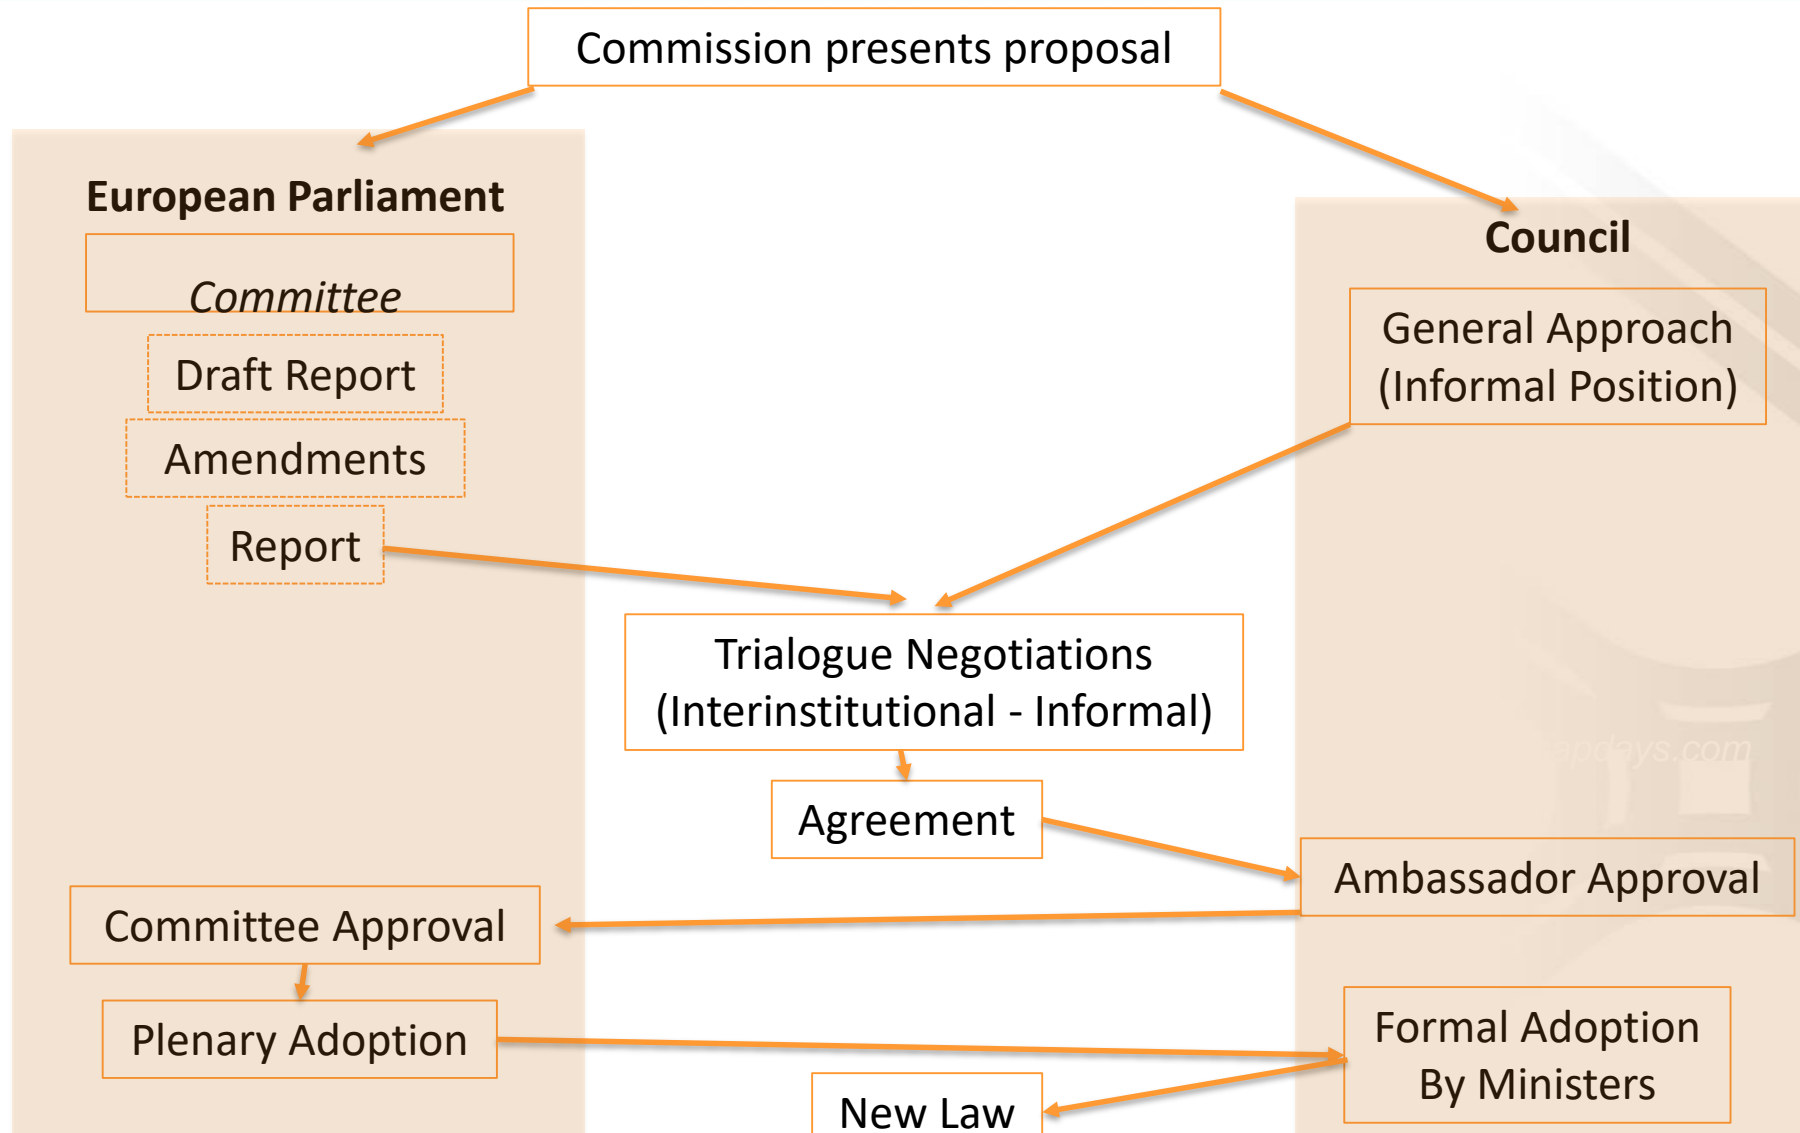 Commission presents proposal
European Parliament
Committee
Draft Report
Amendments
Report
Council
General Approach
(Informal Position)
Trialogue Negotiations
(Interinstitutional - Informal)
Agreement
Ambassador Approval
Committee Approval
Plenary Adoption
Formal Adoption
By Ministers
New Law